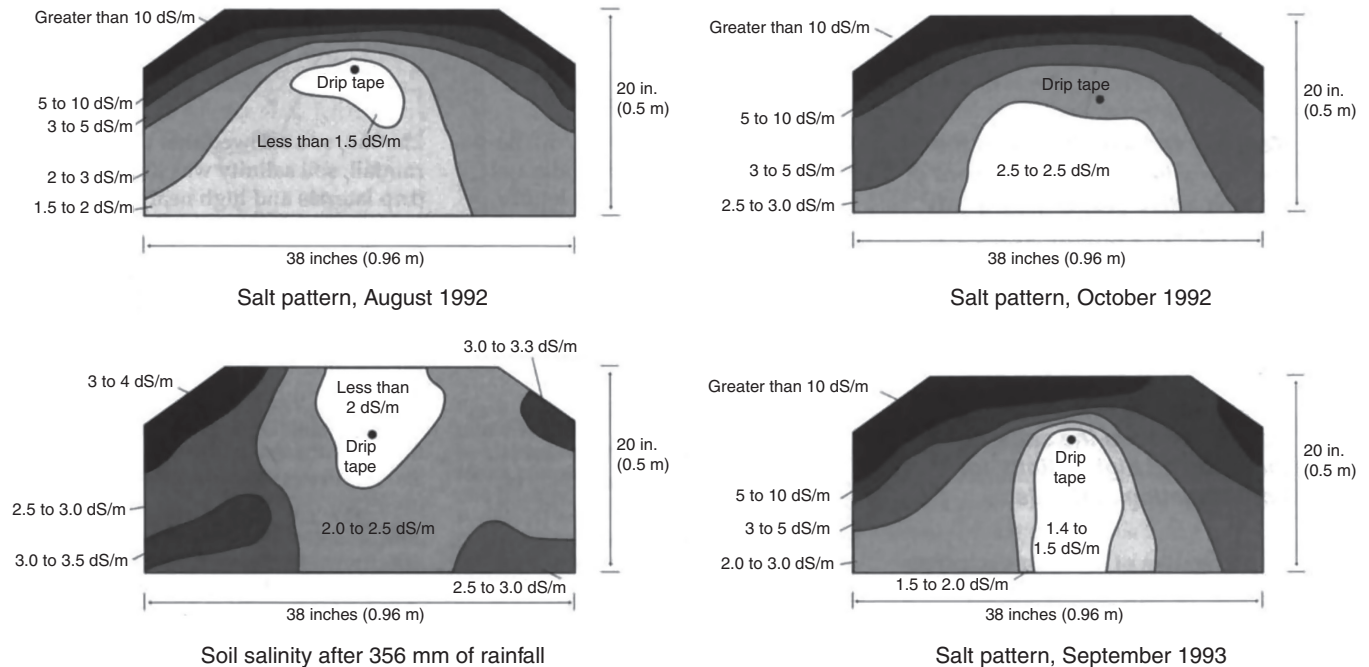 Greater than 10 dS/m
5 to 10 dS/m
3 to 5 dS/m
2 to 3 dS/m
1.5 to 2 dS/m
Drip tape
Less than 1.5 dS/m
20 in.
(0.5 m)
38 inches (0.96 m)
Salt pattern, August 1992
Greater than 10 dS/m
5 to 10 dS/m
3 to 5 dS/m
2.5 to 3.0 dS/m
Drip tape
2.5 to 2.5 dS/m
20 in.
(0.5 m)
38 inches (0.96 m)
Salt pattern, October 1992
3.0 to 3.3 dS/m
3 to 4 dS/m
Less than
2 dS/m
Drip
tape
2.5 to 3.0 dS/m
2.0 to 2.5 dS/m
3.0 to 3.5 dS/m
2.5 to 3.0 dS/m
20 in.
(0.5 m)
38 inches (0.96 m)
Soil salinity after 356 mm of rainfall
Greater than 10 dS/m
5 to 10 dS/m
3 to 5 dS/m
2.0 to 3.0 dS/m
Drip
tape
1.4 to
1.5 dS/m
1.5 to 2.0 dS/m
20 in.
(0.5 m)
38 inches (0.96 m)
Salt pattern, September 1993